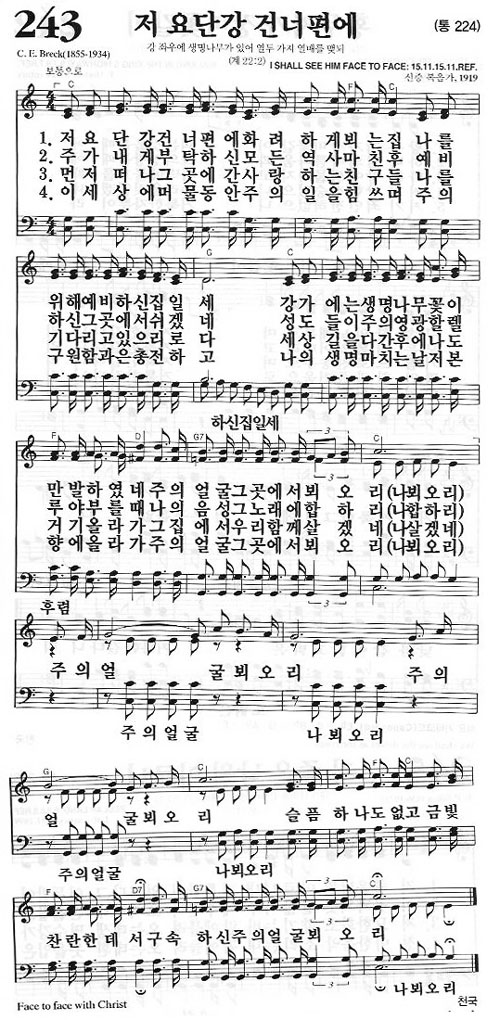 243 저 요단강 건너편에 (통 224)
강 좌우에 생명나무가 있어 열두 가지 열매를 맺되
C. E. Breck(1855-1934) (계 22:2) I SHALL SEE HIM FACE TO FACE: 15.11.15.11.REF.
보통으로 신증 복음가, 1919
C F C
1. 저 요 단 강건 너편 에화 려 하 게뵈 는집 나 를
2. 주 가 내 게부 탁하 신모 든 역 사마 친후 예 비
3. 먼 저 떠 나그 곳에 간사 랑 하 는친 구들 나 를
4. 이 세 상 에머 물동 안주 의 일 을힘 쓰며 주 의
G C
위해예비하신집일 세 강가 에는생명나무꽃이
하신그곳에서쉬겠 네 성도 들이주의영광할렐
기다리고있으리로 다 세상 길을다간후에나도
구원함과은총전하 고 나의 생명마치는날저본
하신집일세
F D G7 3 C
만 발하 였네주의 얼굴그곳에서뵈 오 리(나뵈오리)
루 야부 를때나의 음성그노래에합 하 리(나합하리)
거 기올 라가그집 에서우리함께살 겠 네(나살겠네)
향 에올 라가주의 얼굴그곳에서뵈 오 리(나뵈오리)
3
후렴
C G C
주 의 얼 굴 뵈 오 리 주 의
주 의 얼 굴 나 뵈 오 리
G C F C
얼 굴 뵈 오 리 슬 픔 하 나도 없고 금 빛
주의얼굴 나뵈오리
F D7 G7 3 C
찬 란 한 데 서구속 하신주의얼굴뵈 오 리
3
나 뵈 오 리
Face to face with Christ 천국